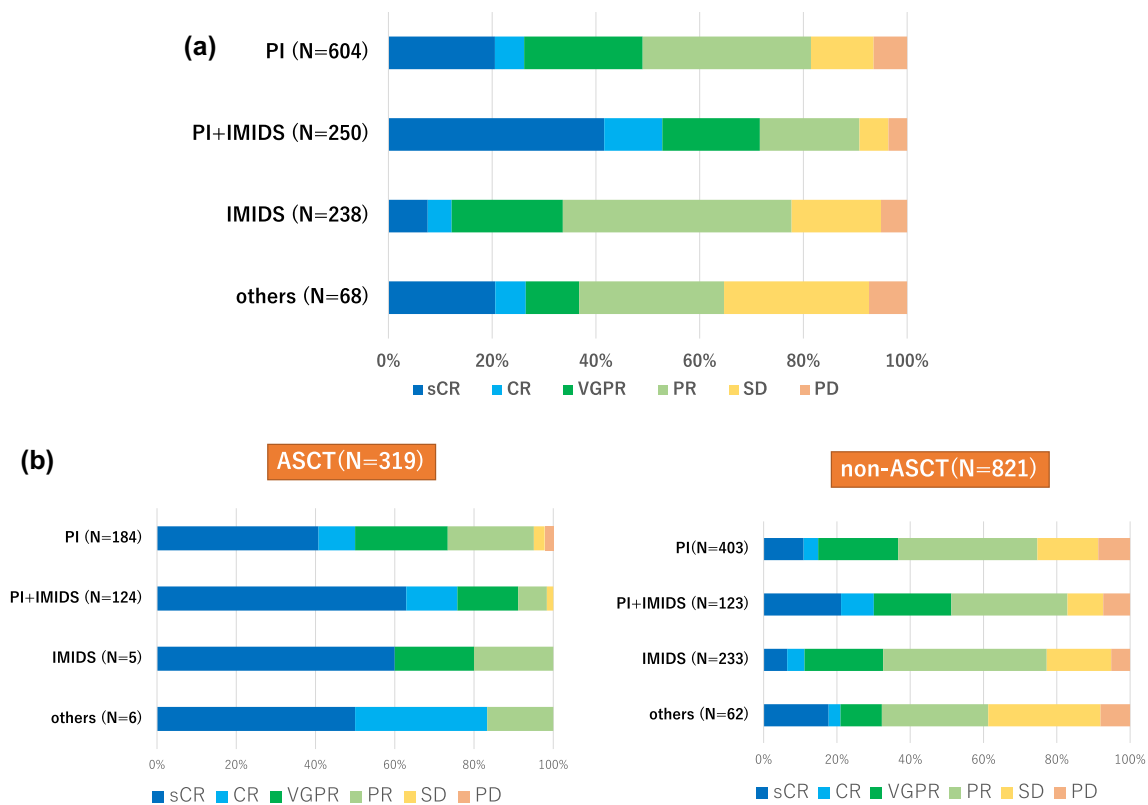 (a)
PI (N=604)
PI+IMIDS (N=250)
IMIDS (N=238)
others (N=68)
0% 20% 40% 60% 80% 100%
sCR CR VGPR PR SD PD
(b)
ASCT(N=319)
PI (N=184)
PI+IMIDS (N=124)
IMIDS (N=5)
others (N=6)
0% 20% 40% 60% 80% 100%
sCR CR VGPR PR SD PD
non-ASCT(N=821)
PI(N=403)
PI+IMIDS (N=123)
IMIDS (N=233)
others (N=62)
0% 20% 40% 60% 80% 100%
sCR CR VGPR PR SD PD